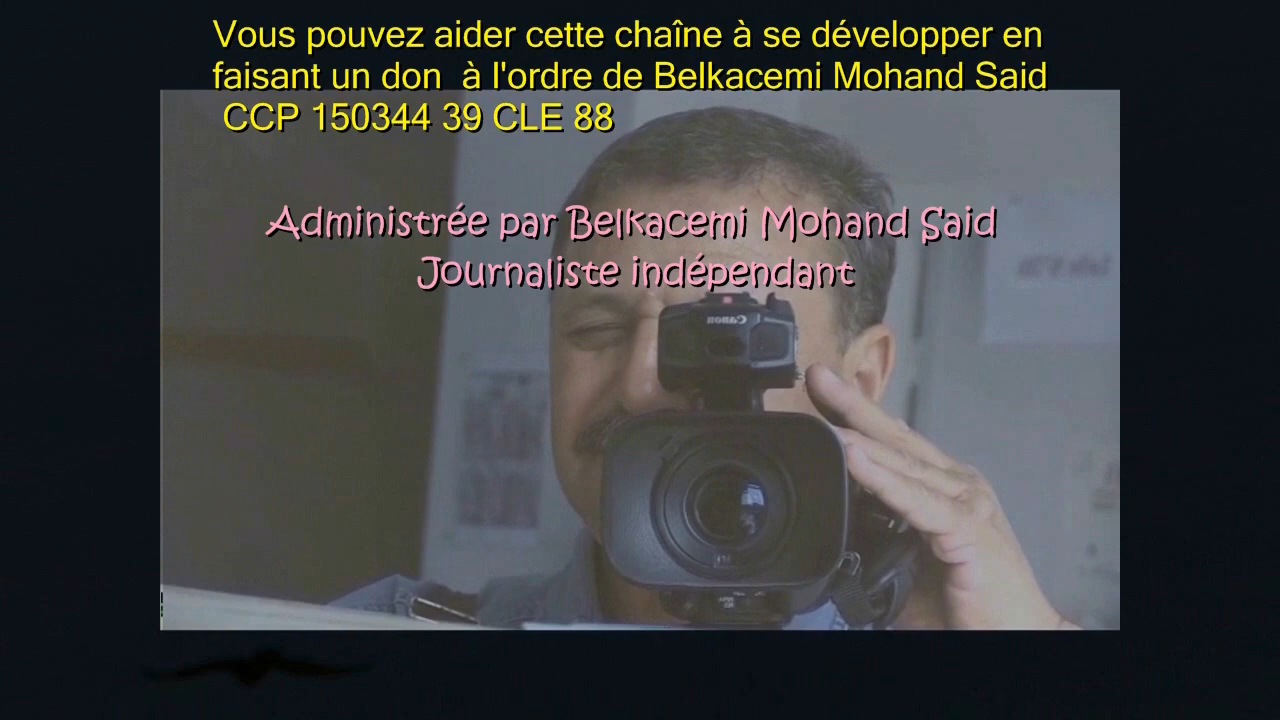 Vous pouvez aider cette chaîne à se développer en
faisant un don  à l'ordre de Belkacemi Mohand Said
CCP 150344 39 CLE 88
Administrée par Belkacemi Mohand Said
Journaliste indépendant
Canon